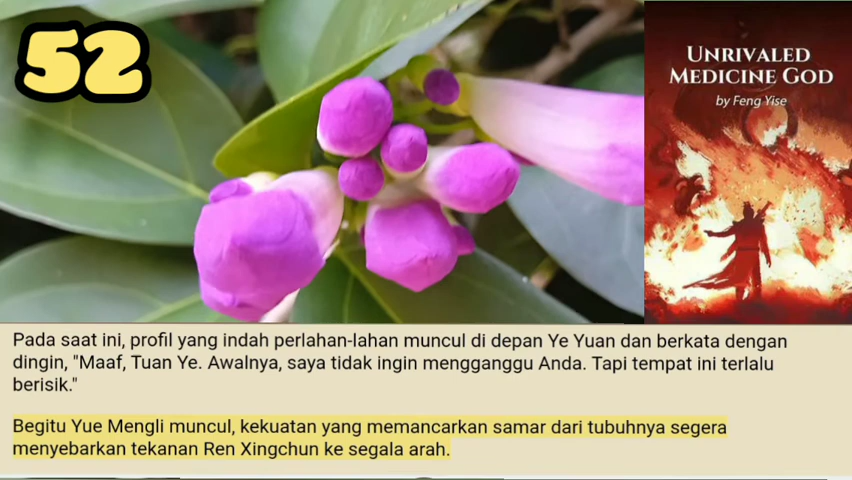 52
UNRIVALED
MEDICINE GOD
by Feng Yise
Pada saat ini, profil yang indah perlahan-lahan muncul di depan Ye Yuan dan berkata dengan
dingin, "Maaf, Tuan Ye. Awalnya, saya tidak ingin mengganggu Anda. Tapi tempat ini terlalu
berisik."
Begitu Yue Mengli muncul, kekuatan yang memancarkan samar dari tubuhnya segera
menyebarkan tekanan Ren Xingchun ke segala arah.